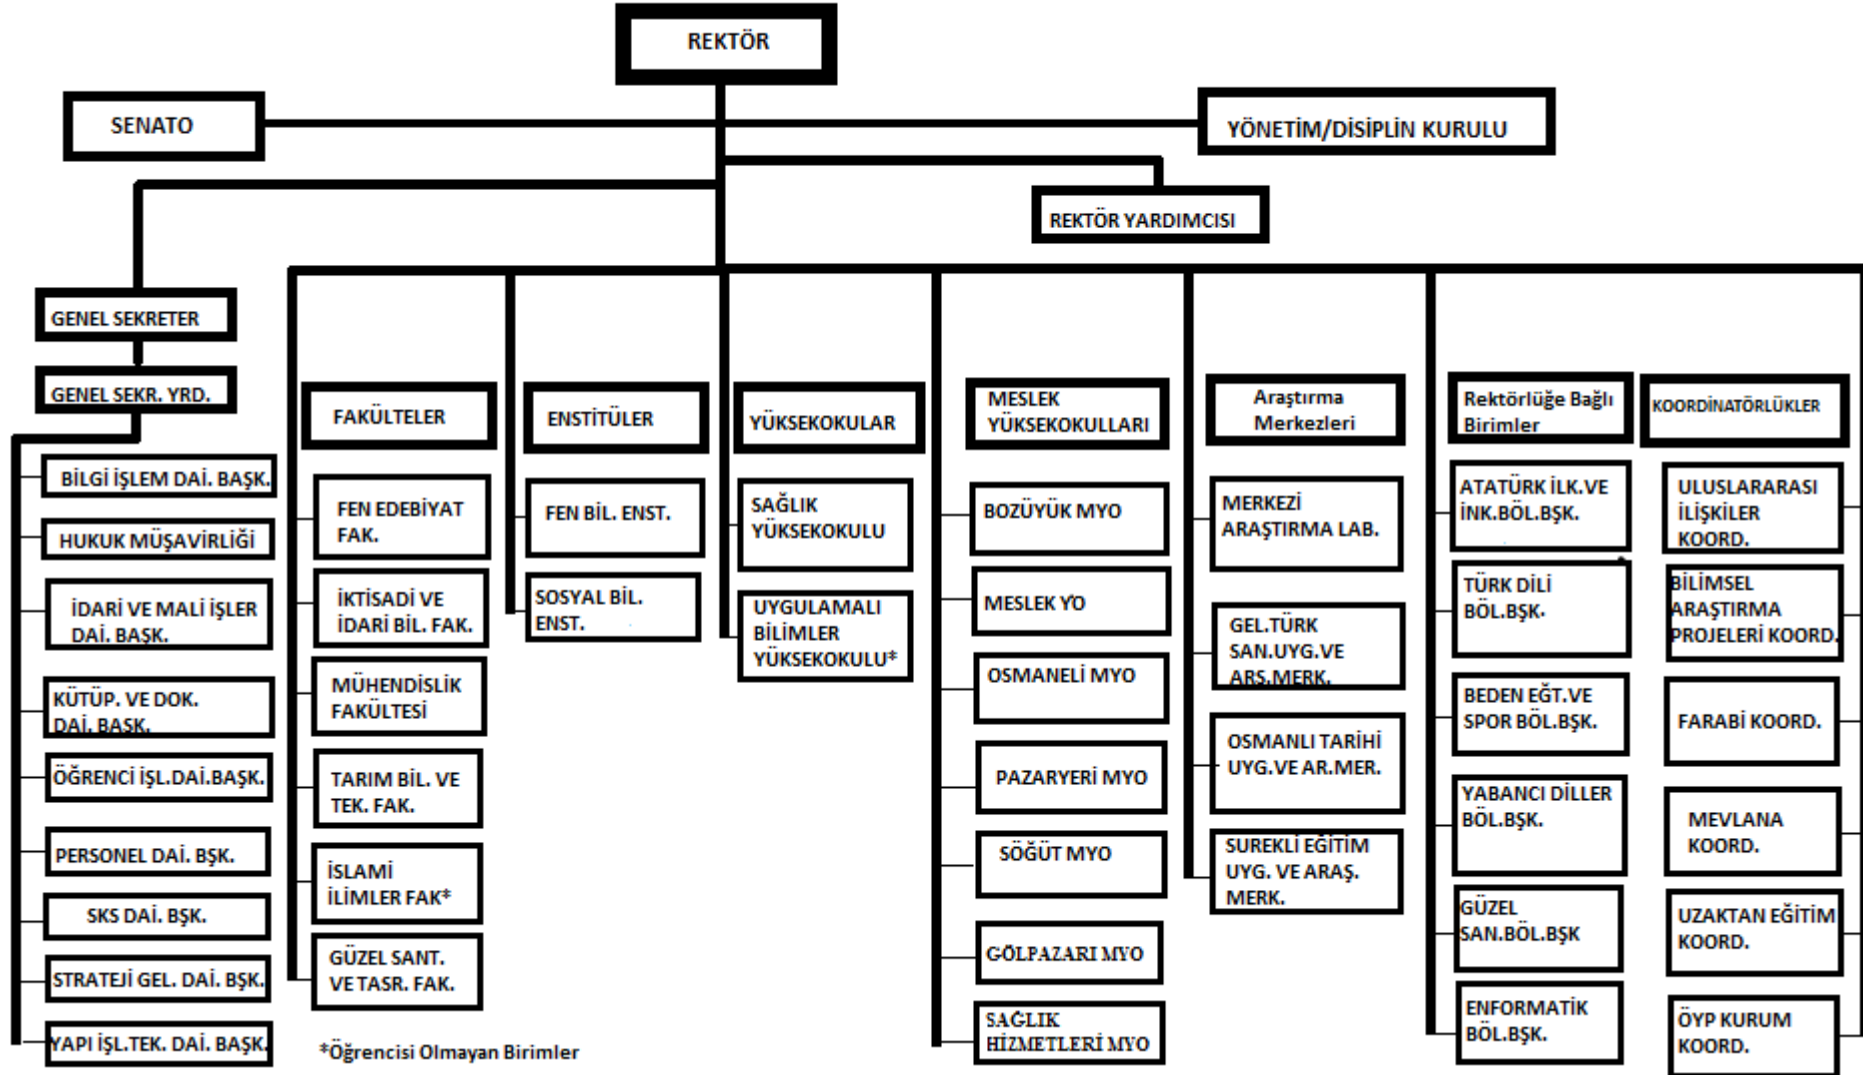 REKTÖR
SENATO
YÖNETİM/DİSİPLİN KURULU
REKTÖR YARDIMCISI
GENEL SEKRETER
GENEL SEKR. YRD.
BİLGİ İŞLEM DAİ. BAŞK.
HUKUK MÜŞAVİRLİĞİ
İDARİ VE MALİ İŞLER
DAİ. BAŞK.
KÜTÜP. VE DOK.
DAİ. BASK.
ÖĞRENCİ İŞL.DAİ.BAŞK.
PERSONEL DAİ. BŞK.
SKS DAİ. BŞK.
STRATEJİ GEL. DAİ. BŞK.
YAPI İŞL.TEK. DAİ. BAŞK.
FAKÜLTELER
FEN EDEBİYAT
FAK.
İKTİSADİ VE
İDARİ BİL. FAK.
MÜHENDİSLİK
FAKÜLTESİ
TARIM BİL. VE
TEK. FAK.
İSLAMİ
İLİMLER FAK*
GÜZEL SANT.
VE TASR. FAK.
ENSTİTÜLER
FEN BİL. ENST.
SOSYAL BİL.
ENST.
YÜKSEKOKULAR
SAĞLIK
YÜKSEKOKULU
UYGULAMALI
BİLİMLER
YÜKSEKOKULU*
MESLEK
YÜKSEKOKULLARI
BOZÜYÜK MYO
MESLEK YO
OSMANELİ MYO
PAZARYERİ MYO
SÖĞÜT MYO
GÖLPAZARI MYO
SAĞLIK
HİZMETLERİ MYO
Araştırma
Merkezleri
MERKEZİ
ARAŞTIRMA LAB.
GEL.TÜRK
SAN.UYG.VE
ARS.MERK.
OSMANLI TARİHİ
UYG.VE AR.MER.
SUREKLİ EĞİTİM
UYG. VE ARAŞ.
MERK.
Rektörlüğe Bağlı
Birimler
ATATÜRK İLK.VE
İNK.BÖL.BŞK.
*
TÜRK DİLİ
BÖL.BŞK.
BEDEN EĞT.VE
SPOR BÖL.BŞK.
YABANCI DİLLER
BÖL.BŞK.
GÜZEL
SAN.BÖL.BŞK
ENFORMATİK
BÖL.BŞK.
KOORDİNATÖRLÜKLER
ULUSLARARASI
İLİŞKİLER
KOORD.
BİLİMSEL
ARAŞTIRMA
PROJELERİ KOORD.
FARABİ KOORD.
MEVLANA
KOORD.
UZAKTAN EĞİTİM
KOORD.
ÖYP KURUM
KOORD.
*Öğrencisi Olmayan Birimler